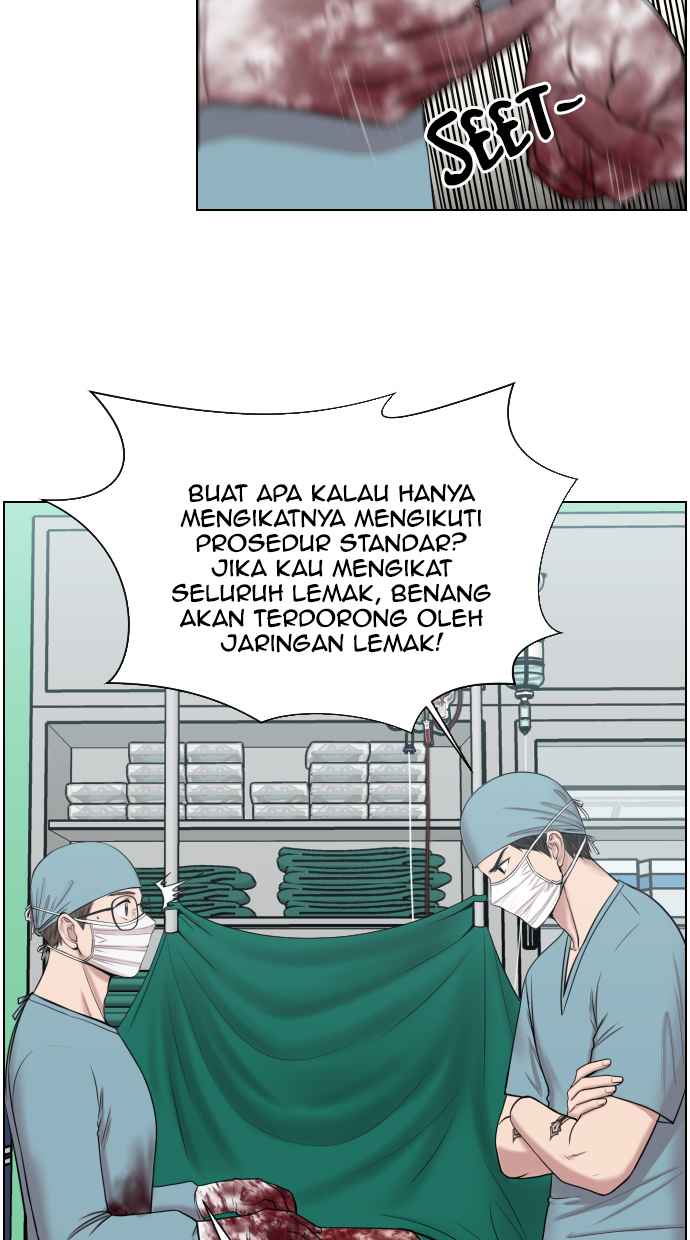 SEET-
BUAT APA KALAU HANYA
MENGIKATNYA MENGIKUTI
PROSEDUR STANDAR?
JIKA KAU MENGIKAT
SELURUH LEMAK, BENANG
AKAN TERDORONG OLEH
JARINGAN LEMAK!